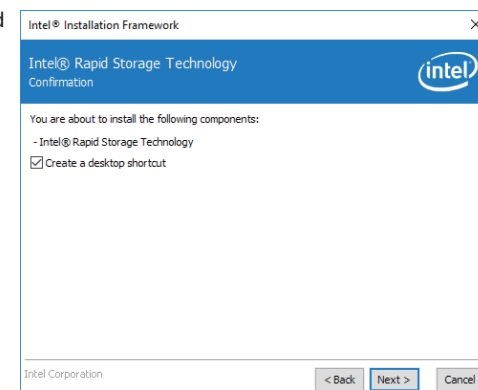 Intel® Installation Framework
Intel® Rapid Storage Technology
Confirmation
intel
You are about to install the following components:
- Intel® Rapid Storage Technology
Create a desktop shortcut
Intel Corporation
< Back Next > Cancel